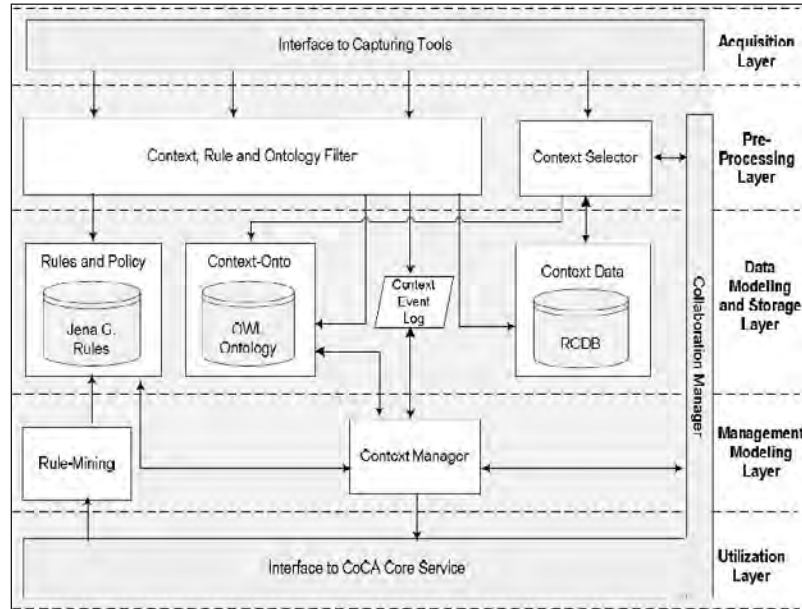 Interface to Capturing Tools
Acquisition
Layer
Context, Rule and Ontology Filter
Context Selector
Pre-
Processing
Layer
Rules and Policy
Jena G.
Rules
Context-Onto
OWL
Ontology
Context
Event
Log
Context Data
RCDB
Data
Modeling
and Storage
Layer
Collaboration Manager
Rule-Mining
Context Manager
Management
Modeling
Layer
Interface to CoCA Core Service
Utilization
Layer